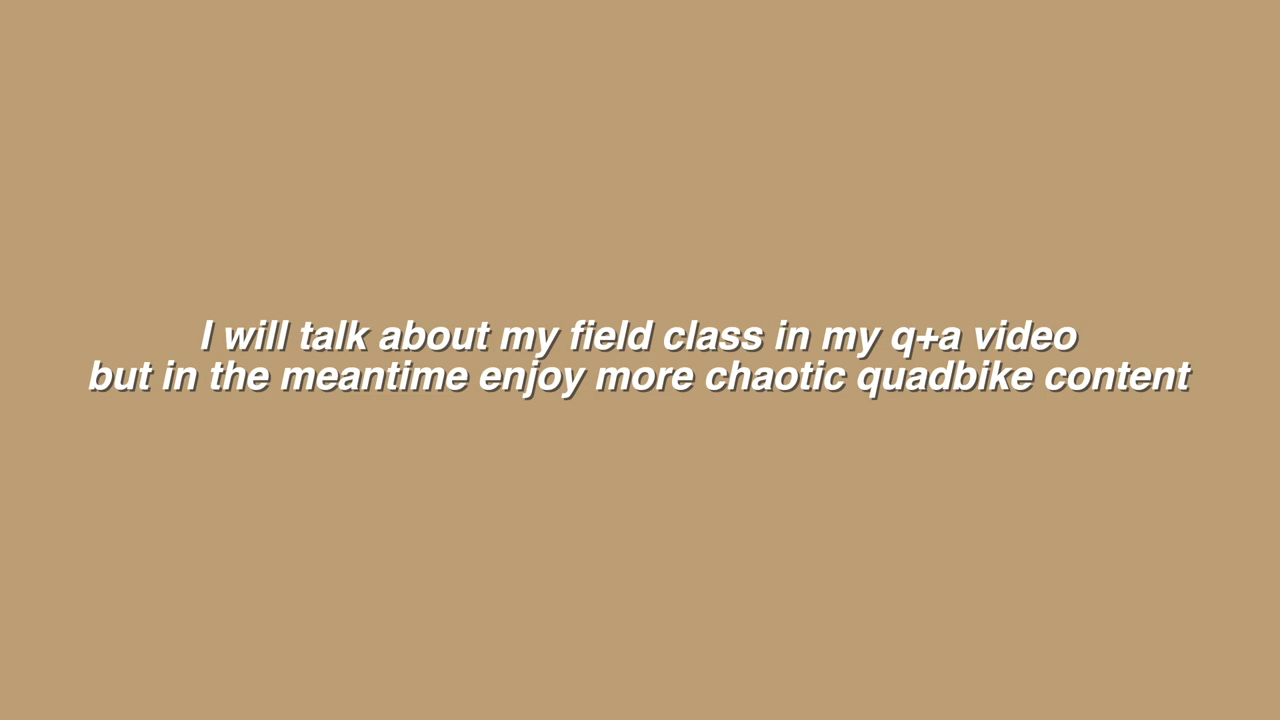 I will talk about my field class in my q+a video
but in the meantime enjoy more chaotic quadbike content